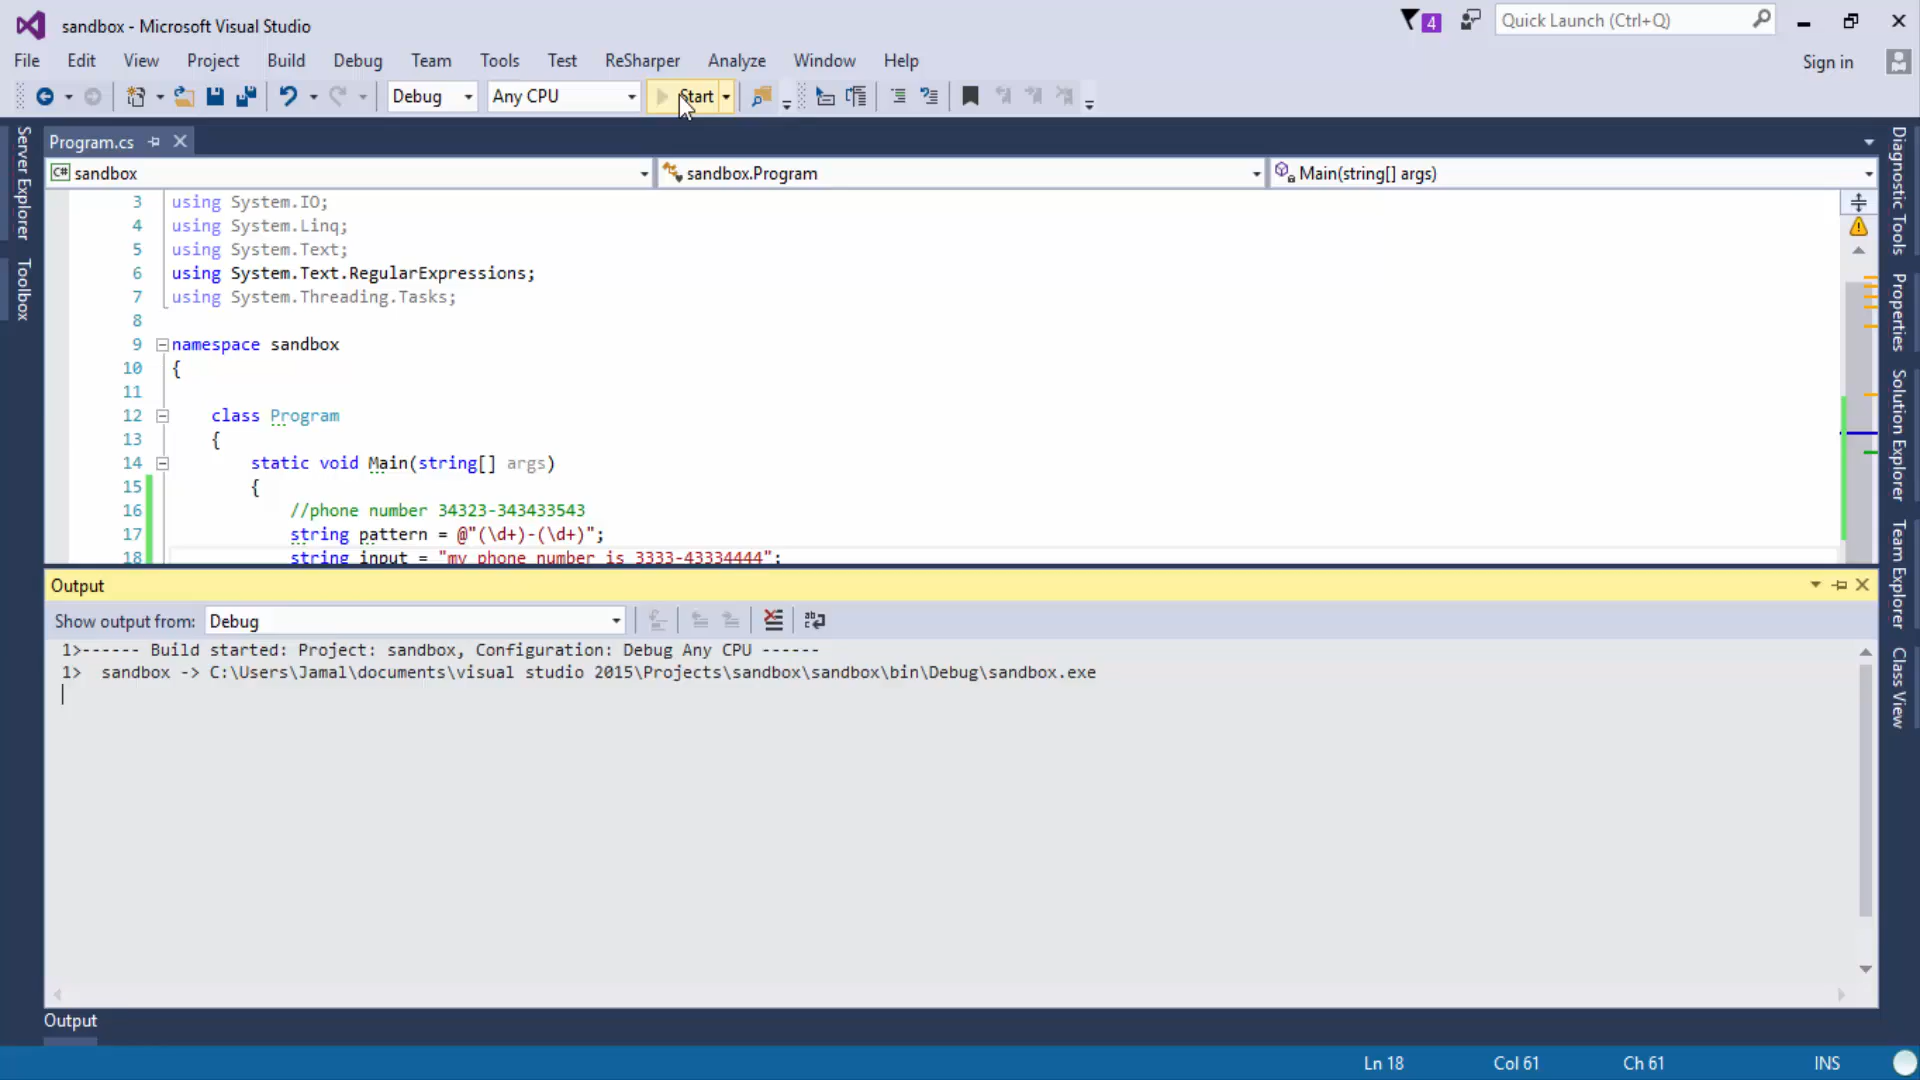 sandbox - Microsoft Visual Studio
4
Quick Launch (Ctrl+Q)
File Edit View Project Build Debug Team Tools Test ReSharper Analyze Window Help
Sign in
Debug Any CPU Start
Program.cs
C# sandbox
sandbox.Program
Main(string[] args)
3 using System.IO;
4 using System.Linq;
5 using System.Text;
6 using System.Text.RegularExpressions;
7 using System.Threading.Tasks;
8
9 namespace sandbox
10 {
11
12 class Program
13 {
14 static void Main(string[] args)
15 {
16 //phone number 34323-343433543
17 string pattern = @"(\d+)-(\d+)";
18 string input = "my phone number is 3333-43334444";
Server Explorer
Toolbox
Diagnostic Tools
Properties
Solution Explorer
Team Explorer
Class View
Output
Show output from: Debug
1>------ Build started: Project: sandbox, Configuration: Debug Any CPU ------
1> sandbox -> C:\Users\Jamal\documents\visual studio 2015\Projects\sandbox\sandbox\bin\Debug\sandbox.exe
Output
Ln 18 Col 61 Ch 61 INS